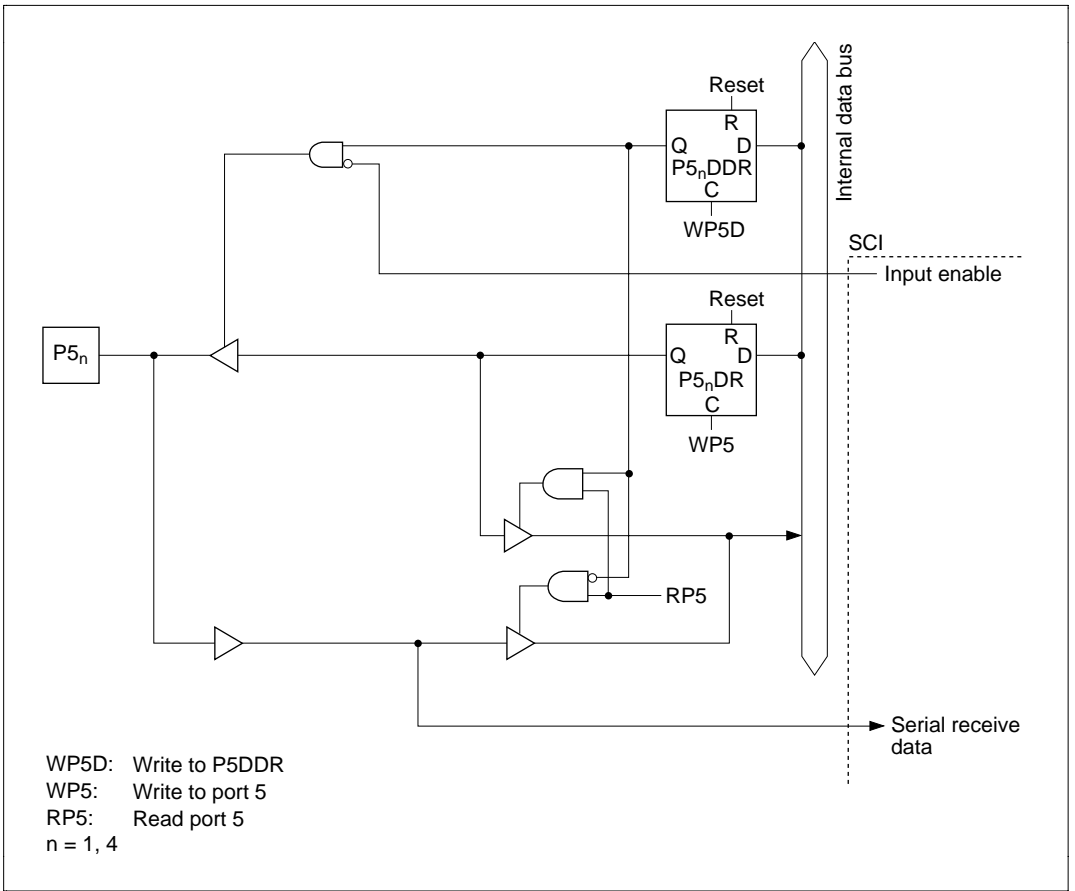 Reset
R
Q D
P5nDDR
C
WP5D
Internal data bus
SCI
Input enable
Reset
R
Q D
P5nDR
C
WP5
P5n
RP5
Serial receive
data
WP5D: Write to P5DDR
WP5: Write to port 5
RP5: Read port 5
n = 1, 4